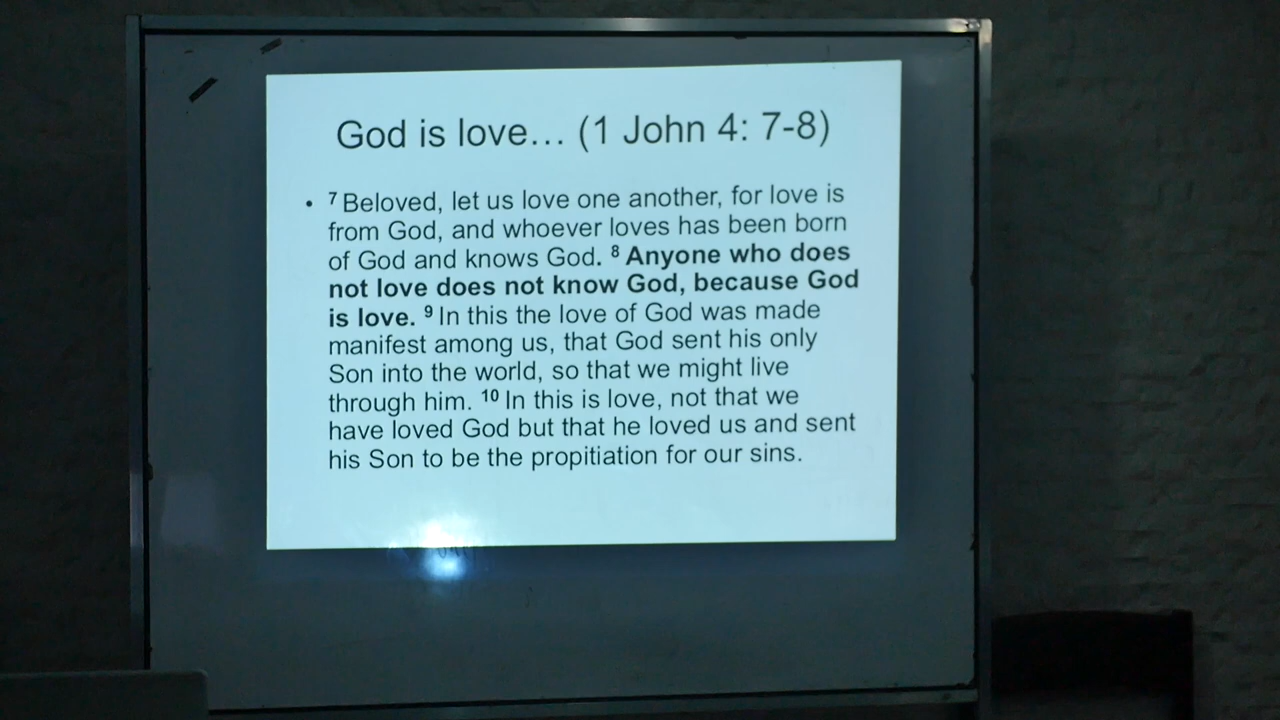 God is love… (1 John 4: 7-8)
• 7 Beloved, let us love one another, for love is
from God, and whoever loves has been born
of God and knows God. 8 Anyone who does
not love does not know God, because God
is love. 9 In this the love of God was made
manifest among us, that God sent his only
Son into the world, so that we might live
through him. 10 In this is love, not that we
have loved God but that he loved us and sent
his Son to be the propitiation for our sins.